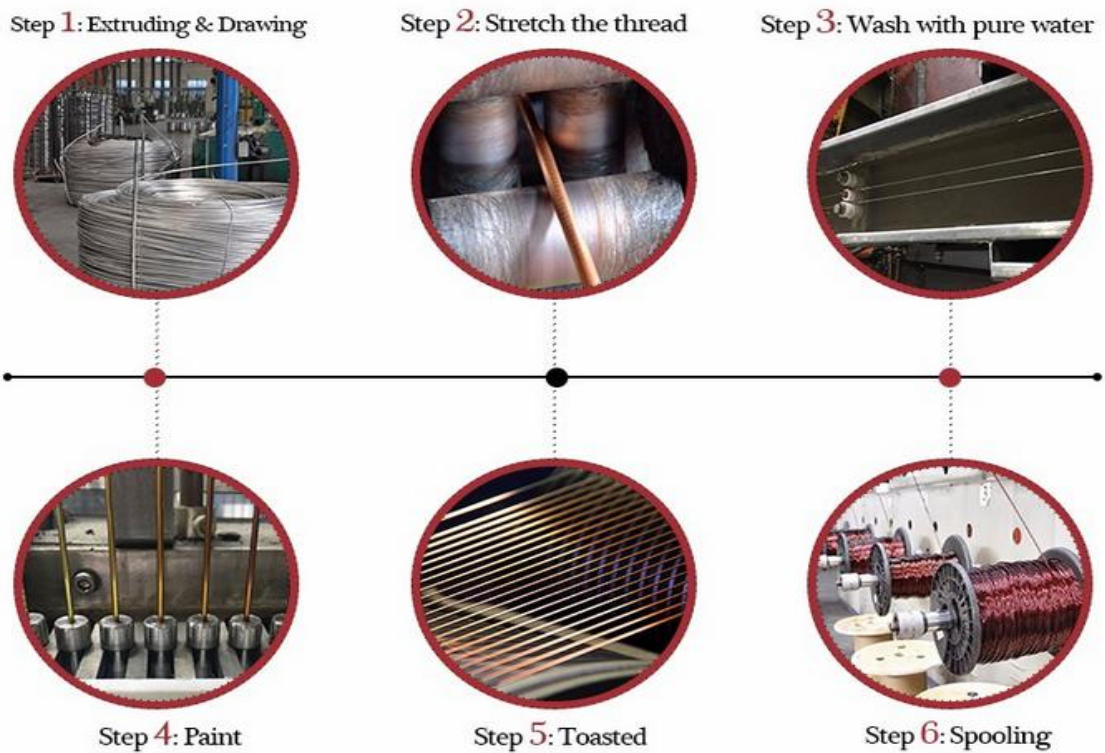 Step 1: Extruding & Drawing
Step 2: Stretch the thread
Step 3: Wash with pure water
Step 4: Paint
Step 5: Toasted
Step 6: Spooling